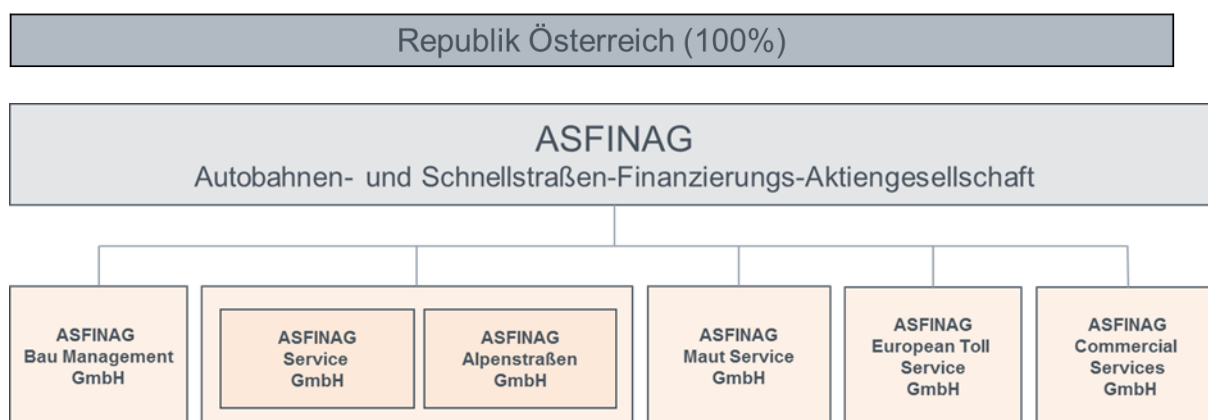 Republik Österreich (100%)
ASFINAG
Autobahnen- und Schnellstraßen-Finanzierungs-Aktiengesellschaft
ASFINAG
Bau Management
GmbH
ASFINAG
Service
GmbH
ASFINAG
Alpenstraßen
GmbH
ASFINAG
Maut Service
GmbH
ASFINAG
European Toll
Service
GmbH
ASFINAG
Commercial
Services
GmbH